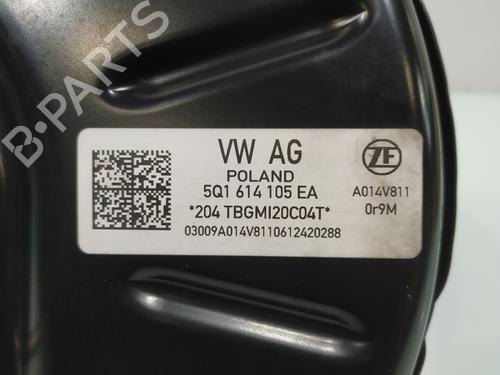 B-PARTS
VW AG
POLAND
5Q1 614 105 EA
*204 TBGMI20C04T*
03009A014V8110612420288
ZF
A014V811
0r9M